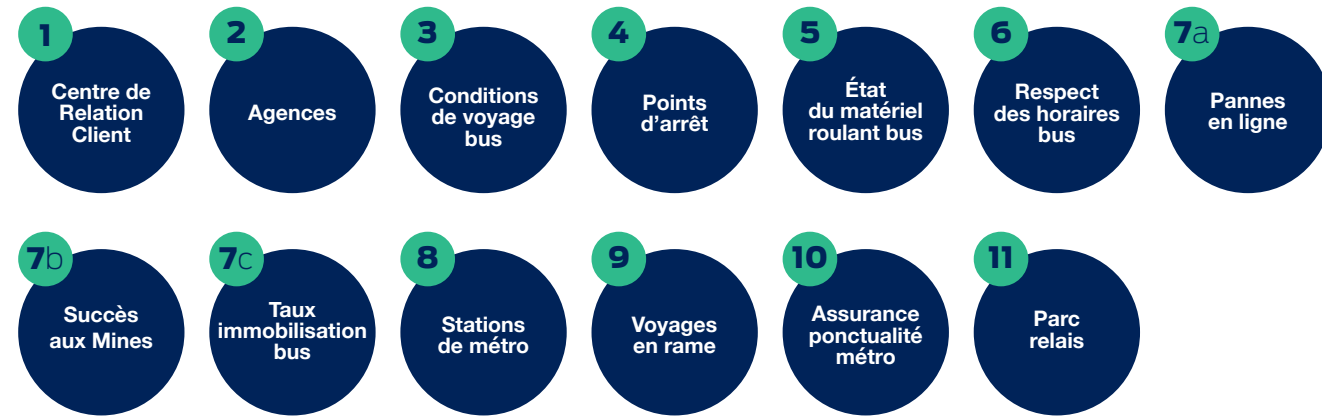 1
Centre de
Relation
Client
2
Agences
3
Conditions
de voyage
bus
4
Points
d’arrêt
5
État
du matériel
roulant bus
6
Respect
des horaires
bus
7a
Pannes
en ligne
7b
Succès
aux Mines
7c
Taux
immobilisation
bus
8
Stations
de métro
9
Voyages
en rame
10
Assurance
ponctualité
métro
11
Parc
relais